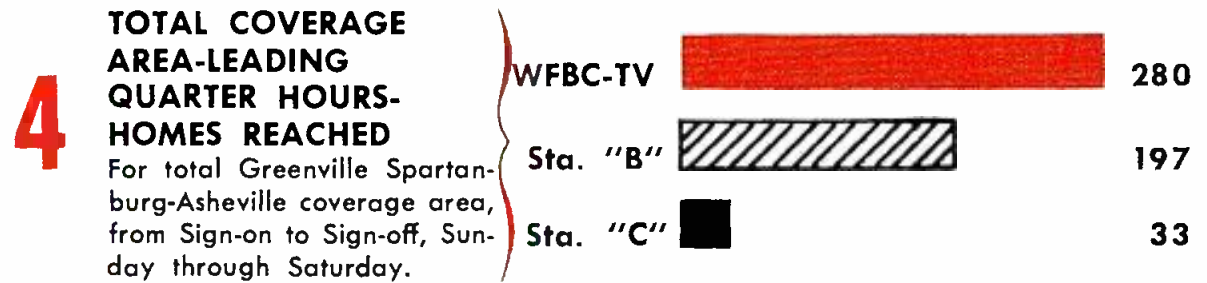 4
TOTAL COVERAGE
AREA-LEADING
QUARTER HOURS-
HOMES REACHED
For total Greenville Spartan-
burg-Asheville coverage area,
from Sign-on to Sign-off, Sun-
day through Saturday.
WFBC-TV 280
Sta. "B" 197
Sta. "C" 33